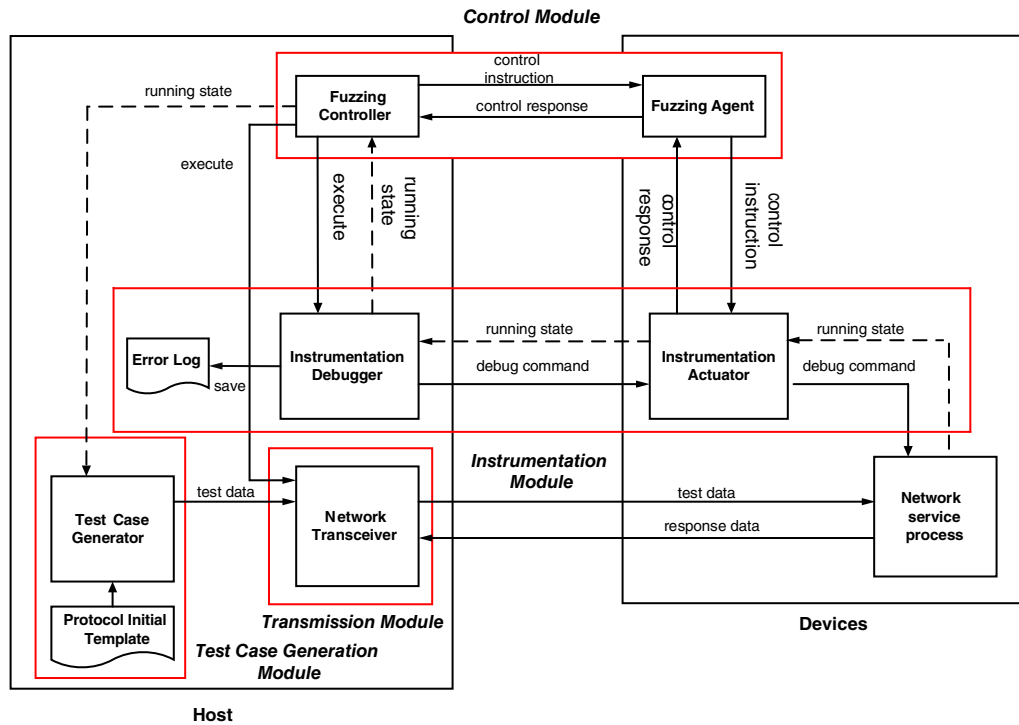 Control Module
control
instruction
running state
Fuzzing
Controller
control response
Fuzzing Agent
execute
execute
running
state
control
response
control
instruction
running state
running state
Error Log
Instrumentation
Debugger
Instrumentation
Actuator
debug command
debug command
save
Instrumentation
Module
test data
test data
Test Case
Generator
Network
Transceiver
Network
service
process
response data
Protocol Initial
Template
Transmission Module
Devices
Test Case Generation
Module
Host